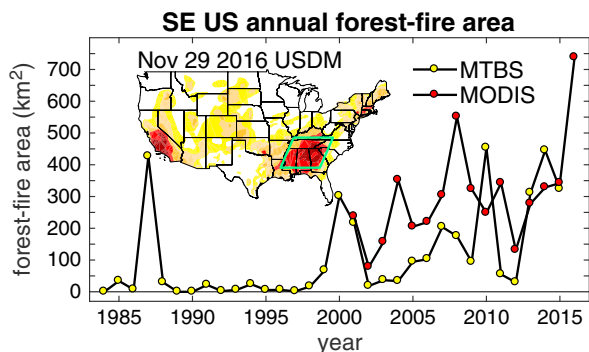 SE US annual forest-fire area
Nov 29 2016 USDM
MTBS
MODIS
forest-fire area (km²)
700
600
500
400
300
200
100
0
1985 1990 1995 2000 2005 2010 2015
year